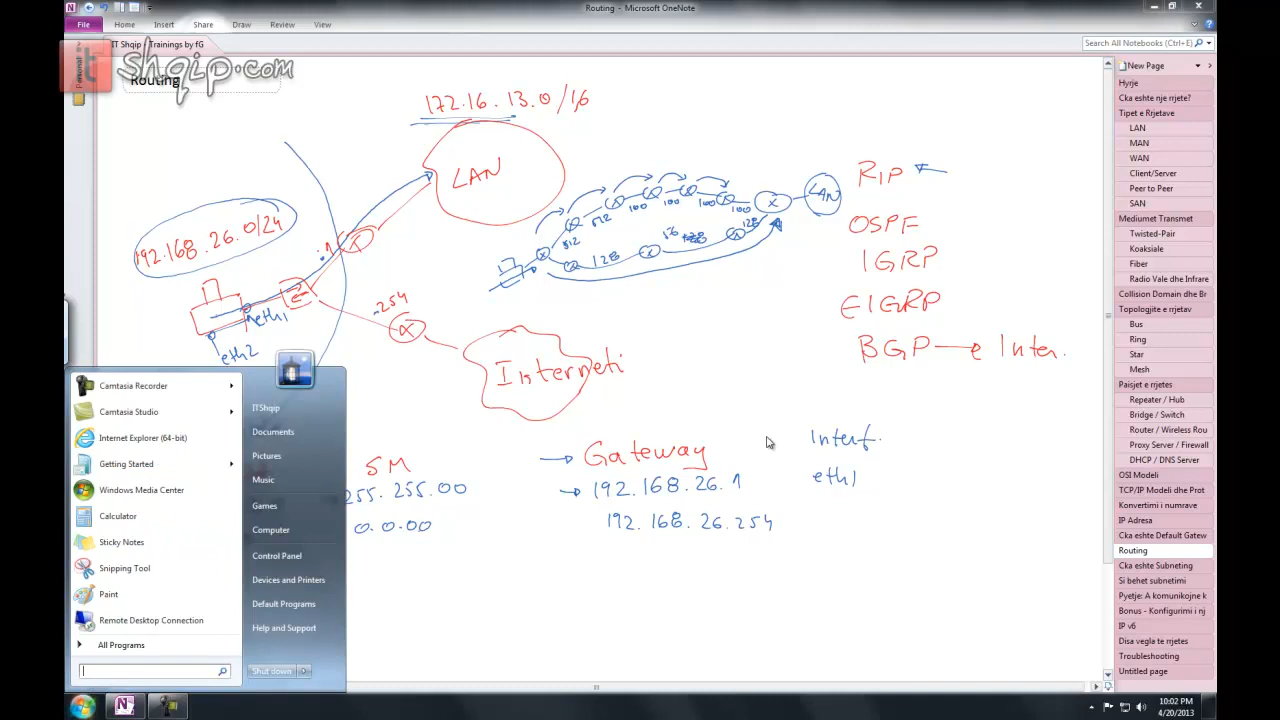 Routing - Microsoft OneNote
File Home Insert Share Draw Review View
IT Shqip - Trainings by fG
Search All Notebooks (Ctrl+E)
Shqip.com
Routing
172.16.13.0/16
LAN
192.168.26.0/24
.1
.254
eth1
eth2
Interneti
512
512
100
100
100
100
128
128
LAN
RIP
OSPF
IGRP
EIGRP
BGP → e Inter.
SM
Gateway
Interf.
255.255.00
192.168.26.1
eth1
0.0.00
192.168.26.254
Camtasia Recorder
Camtasia Studio
Internet Explorer (64-bit)
Getting Started
Windows Media Center
Calculator
Sticky Notes
Snipping Tool
Paint
Remote Desktop Connection
All Programs
ITShqip
Documents
Pictures
Music
Games
Computer
Control Panel
Devices and Printers
Default Programs
Help and Support
Shut down
New Page
Hyrje
Cka eshte nje rrjete?
Tipet e Rrjetave
LAN
MAN
WAN
Client/Server
Peer to Peer
SAN
Mediumet Transmet
Twisted-Pair
Koaksiale
Fiber
Radio Vale dhe Infrare
Collision Domain dhe Br
Topologjite e rrjetav
Bus
Ring
Star
Mesh
Paisjet e rrjetes
Repeater / Hub
Bridge / Switch
Router / Wireless Rou
Proxy Server / Firewall
DHCP / DNS Server
OSI Modeli
TCP/IP Modeli dhe Prot
Konvertimi i numrave
IP Adresa
Cka eshte Default Gatew
Routing
Cka eshte Subneting
Si behet subnetimi
Pyetje: A komunikojne k
Bonus - Konfigurimi i nj
IP v6
Disa vegla te rrjetes
Troubleshooting
Untitled page
10:02 PM
4/20/2013